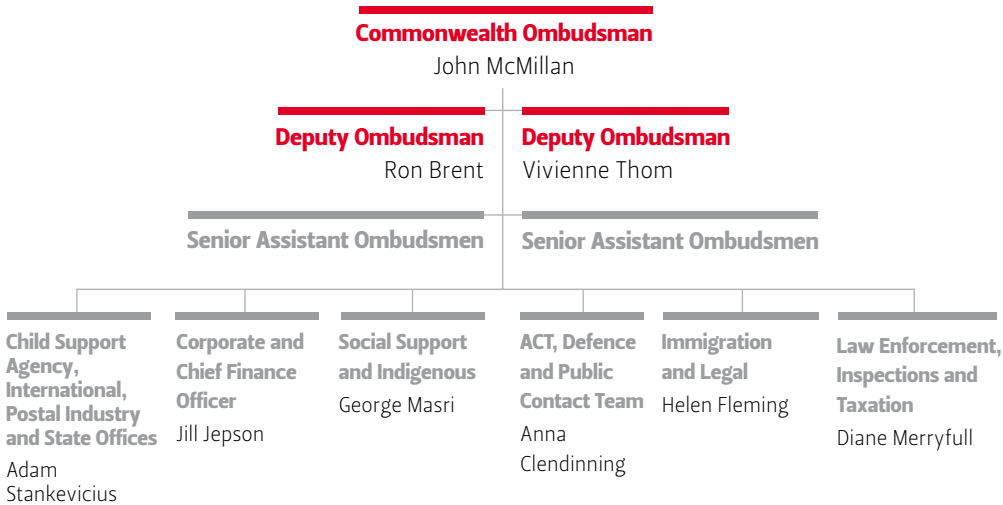 Commonwealth Ombudsman
John McMillan
Deputy Ombudsman
Ron Brent
Deputy Ombudsman
Vivienne Thom
Senior Assistant Ombudsmen
Senior Assistant Ombudsmen
Child Support
Agency,
International,
Postal Industry
and State Offices
Adam
Stankevicius
Corporate and
Chief Finance
Officer
Jill Jepson
Social Support
and Indigenous
George Masri
ACT, Defence
and Public
Contact Team
Anna
Clendinning
Immigration
and Legal
Helen Fleming
Law Enforcement,
Inspections and
Taxation
Diane Merryfull